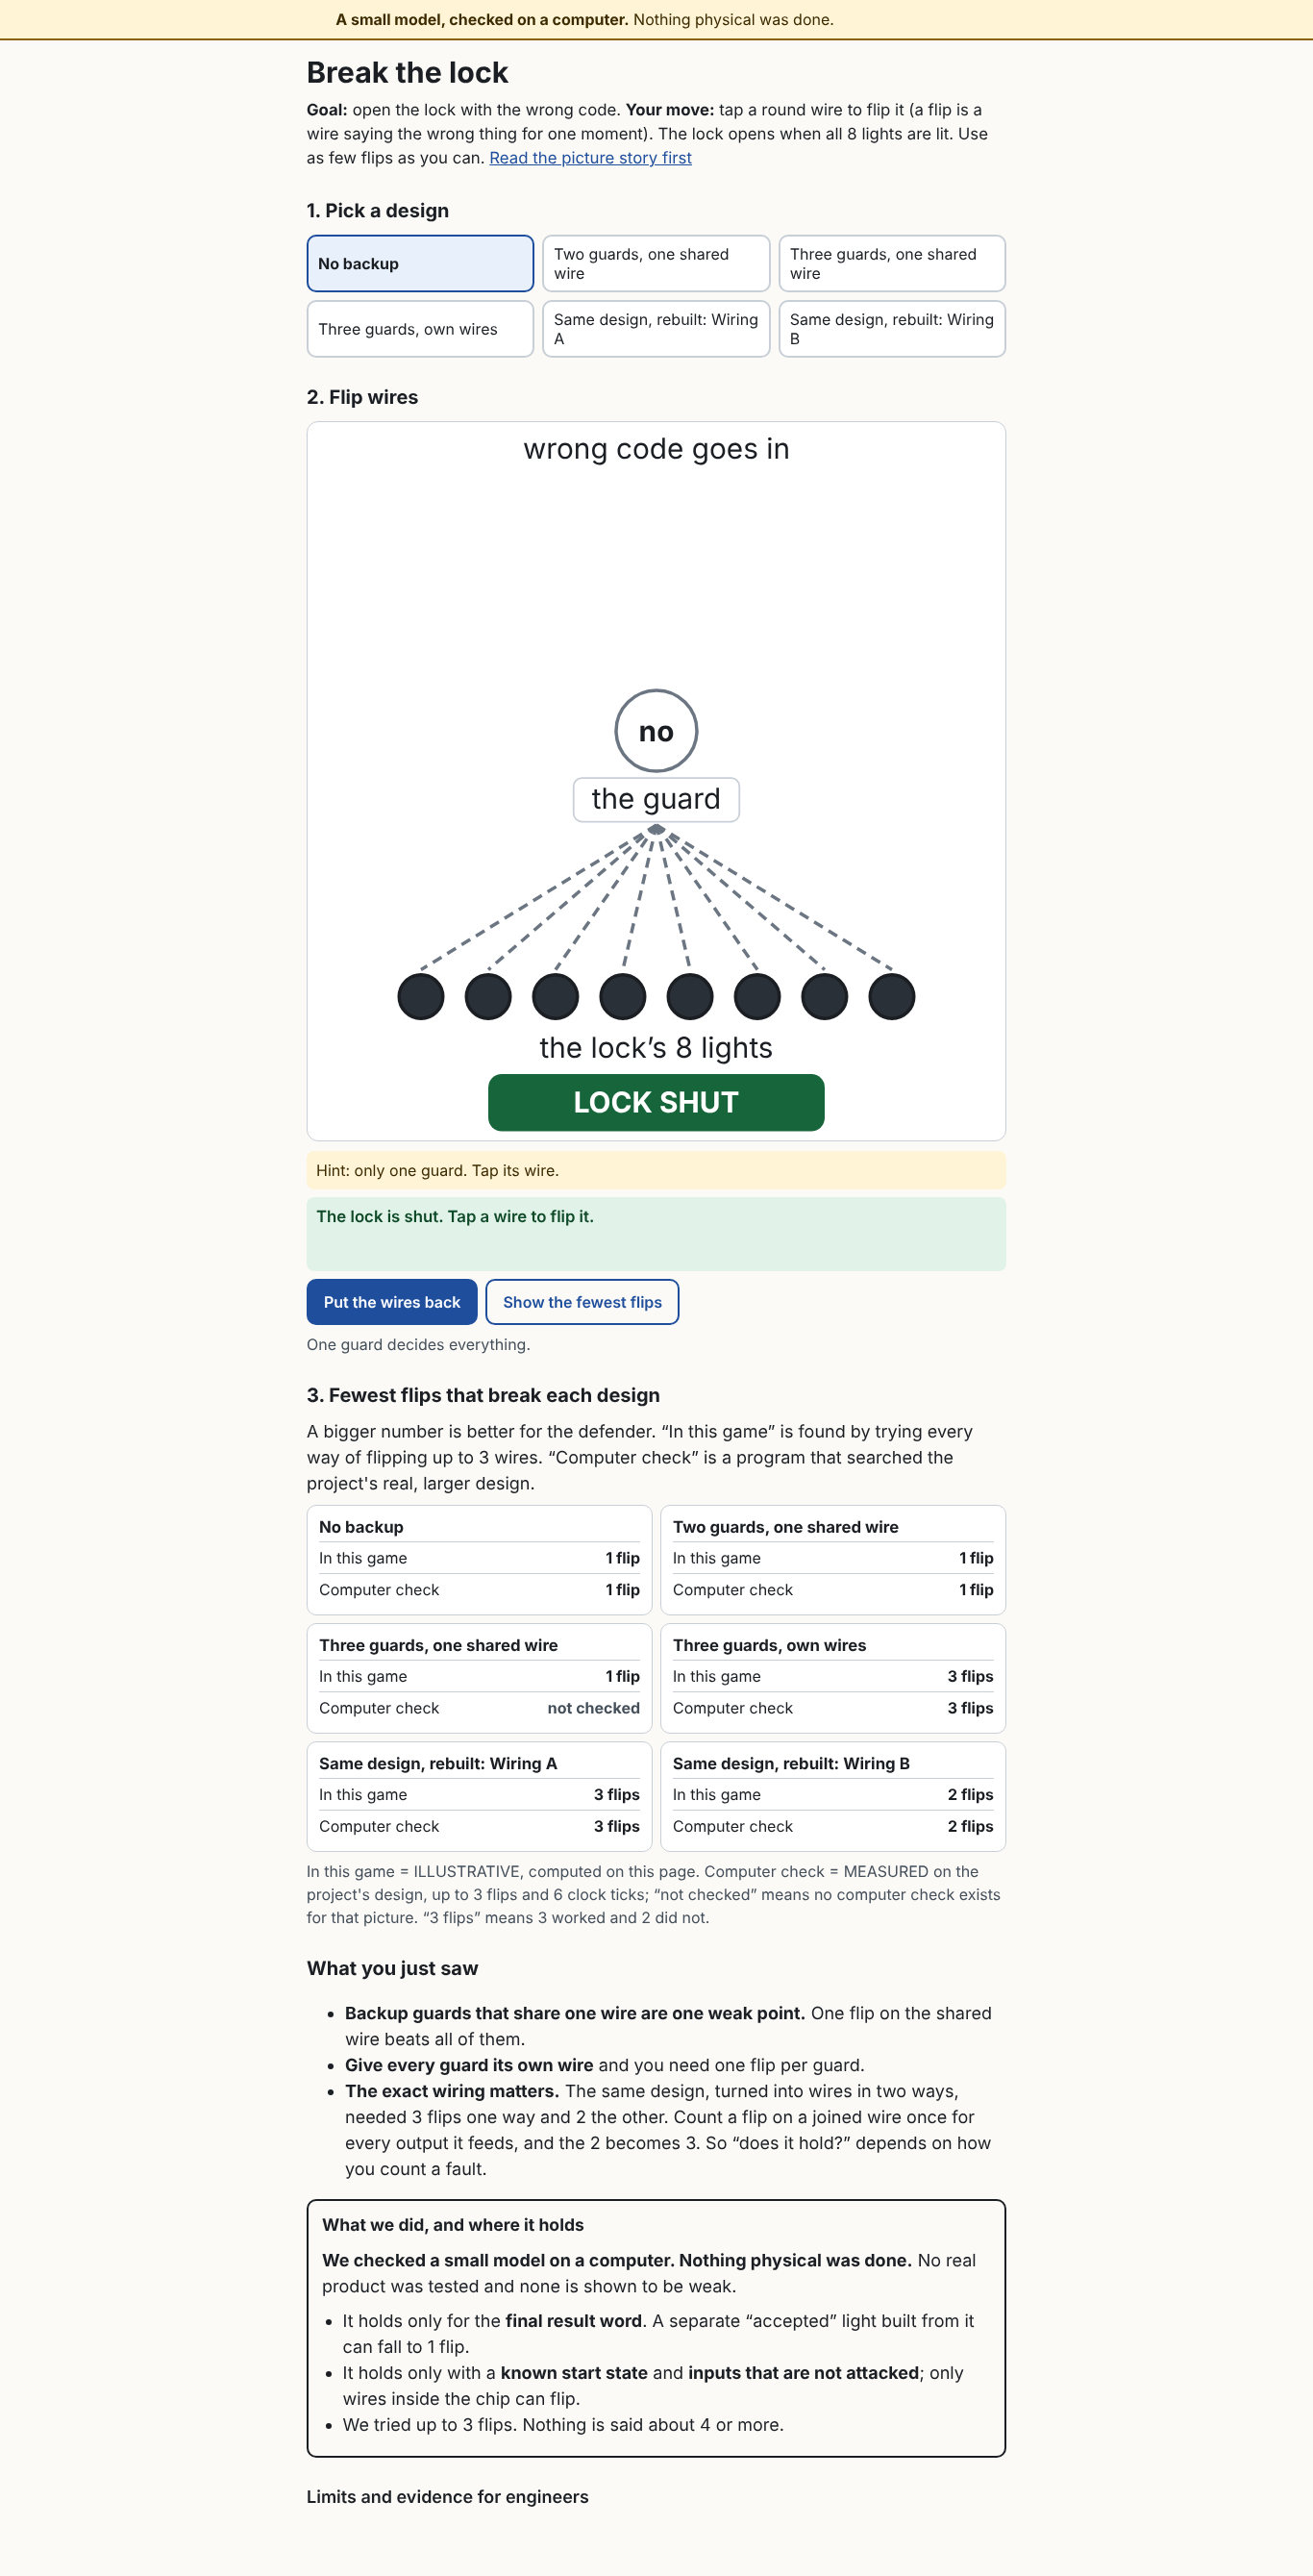 A small model, checked on a computer. Nothing physical was done.
Break the lock
Goal: open the lock with the wrong code. Your move: tap a round wire to flip it (a flip is a
wire saying the wrong thing for one moment). The lock opens when all 8 lights are lit. Use
as few flips as you can. Read the picture story first
1. Pick a design
No backup
Two guards, one shared
wire
Three guards, one shared
wire
Three guards, own wires
Same design, rebuilt: Wiring
A
Same design, rebuilt: Wiring
B
2. Flip wires
wrong code goes in
no
the guard
the lock’s 8 lights
LOCK SHUT
Hint: only one guard. Tap its wire.
The lock is shut. Tap a wire to flip it.
Put the wires back
Show the fewest flips
One guard decides everything.
3. Fewest flips that break each design
A bigger number is better for the defender. “In this game” is found by trying every
way of flipping up to 3 wires. “Computer check” is a program that searched the
project's real, larger design.
No backup
In this game 1 flip
Computer check 1 flip
Two guards, one shared wire
In this game 1 flip
Computer check 1 flip
Three guards, one shared wire
In this game 1 flip
Computer check not checked
Three guards, own wires
In this game 3 flips
Computer check 3 flips
Same design, rebuilt: Wiring A
In this game 3 flips
Computer check 3 flips
Same design, rebuilt: Wiring B
In this game 2 flips
Computer check 2 flips
In this game = ILLUSTRATIVE, computed on this page. Computer check = MEASURED on the
project's design, up to 3 flips and 6 clock ticks; “not checked” means no computer check exists
for that picture. “3 flips” means 3 worked and 2 did not.
What you just saw
• Backup guards that share one wire are one weak point. One flip on the shared
wire beats all of them.
• Give every guard its own wire and you need one flip per guard.
• The exact wiring matters. The same design, turned into wires in two ways,
needed 3 flips one way and 2 the other. Count a flip on a joined wire once for
every output it feeds, and the 2 becomes 3. So “does it hold?” depends on how
you count a fault.
What we did, and where it holds
We checked a small model on a computer. Nothing physical was done. No real
product was tested and none is shown to be weak.
• It holds only for the final result word. A separate “accepted” light built from it
can fall to 1 flip.
• It holds only with a known start state and inputs that are not attacked; only
wires inside the chip can flip.
• We tried up to 3 flips. Nothing is said about 4 or more.
Limits and evidence for engineers